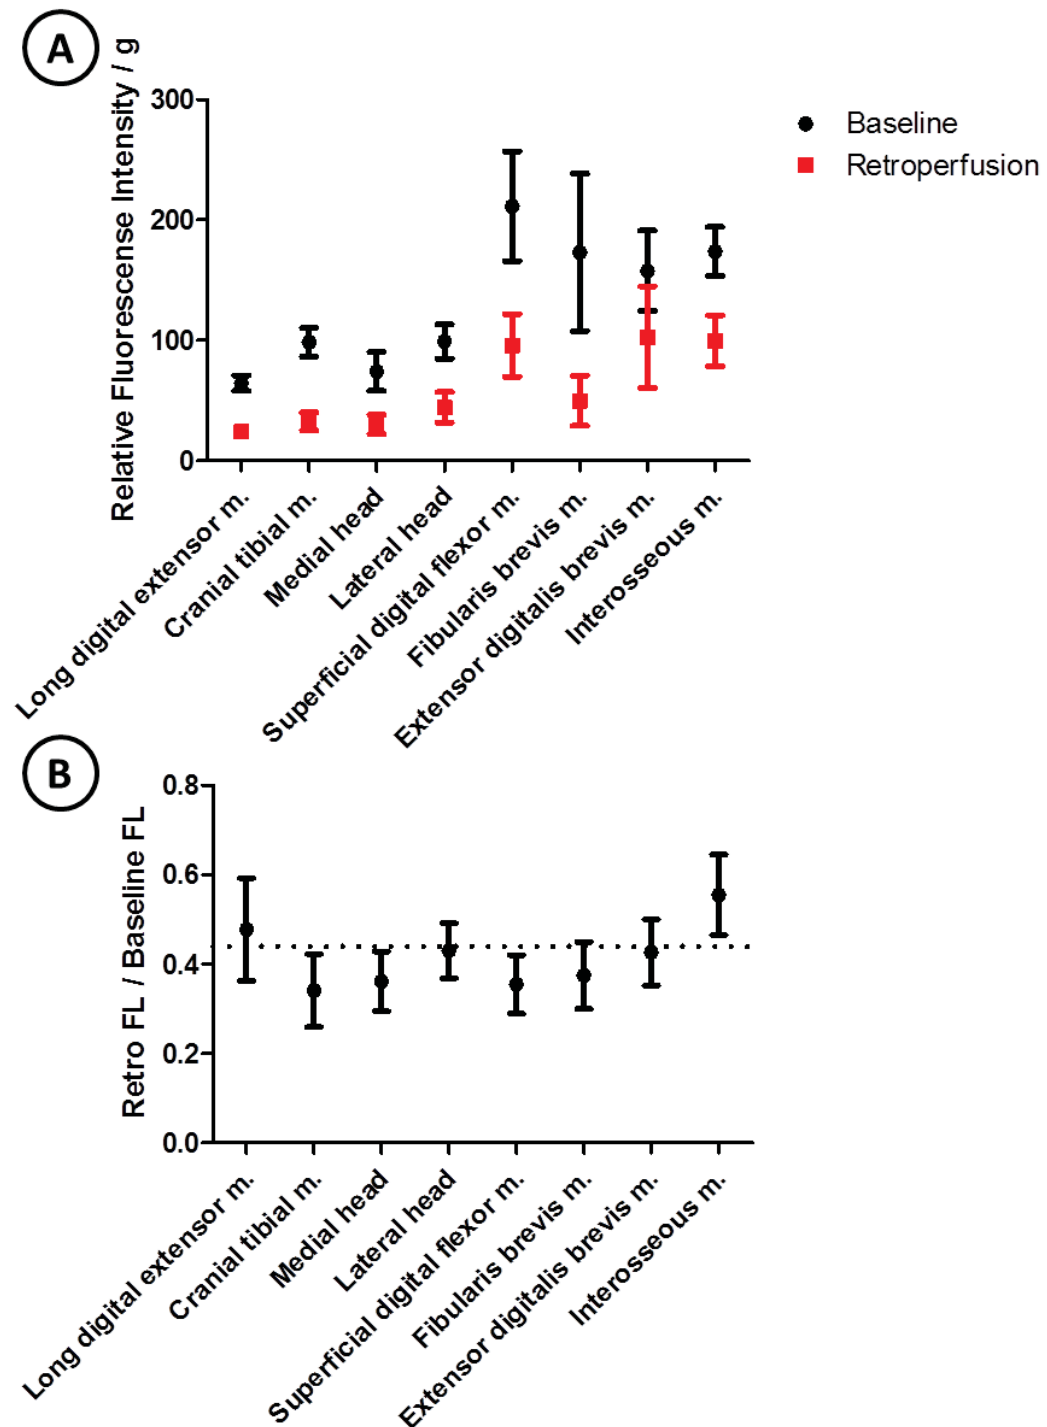 A
Relative Fluorescense Intensity / g
300
200
100
0
Baseline
Retroperfusion
Long digital extensor m.
Cranial tibial m.
Medial head
Lateral head
Superficial digital flexor m.
Fibularis brevis m.
Extensor digitalis brevis m.
Interosseous m.
B
Retro FL / Baseline FL
0.8
0.6
0.4
0.2
0.0
Long digital extensor m.
Cranial tibial m.
Medial head
Lateral head
Superficial digital flexor m.
Fibularis brevis m.
Extensor digitalis brevis m.
Interosseous m.